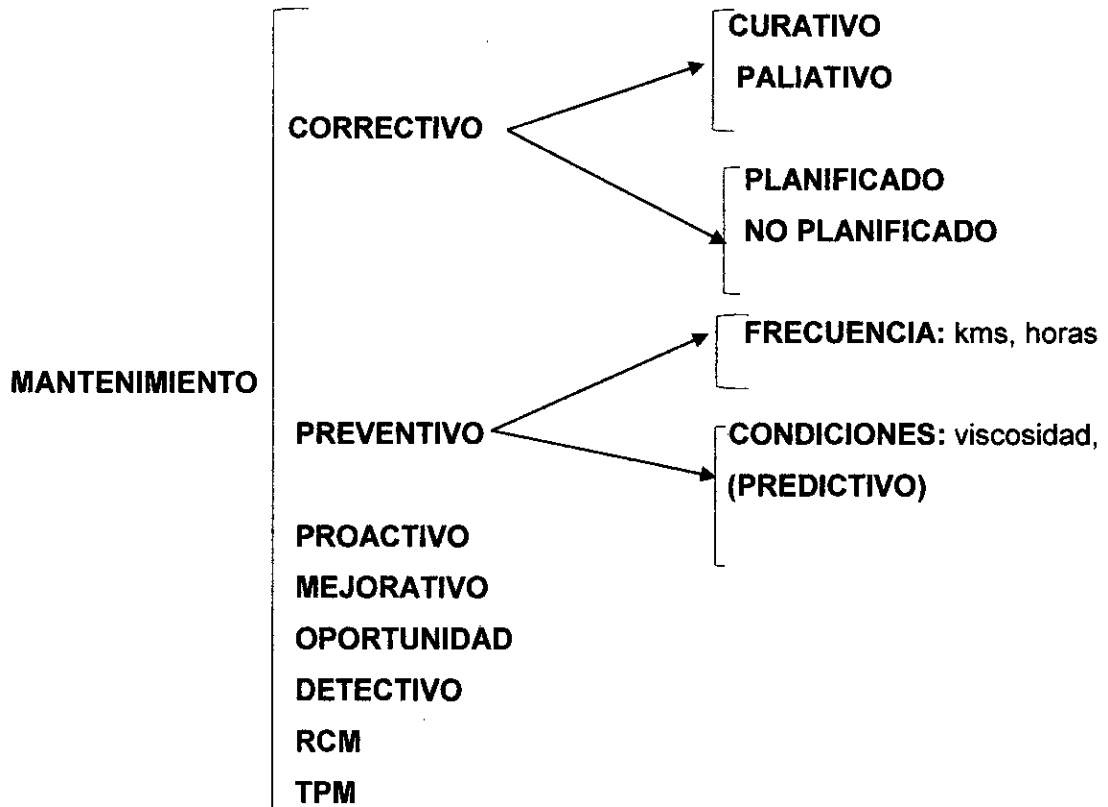 CURATIVO
PALIATIVO
CORRECTIVO
PLANIFICADO
NO PLANIFICADO
FRECUENCIA: kms, horas
MANTENIMIENTO
PREVENTIVO
CONDICIONES: viscosidad,
(PREDICTIVO)
PROACTIVO
MEJORATIVO
OPORTUNIDAD
DETECTIVO
RCM
TPM